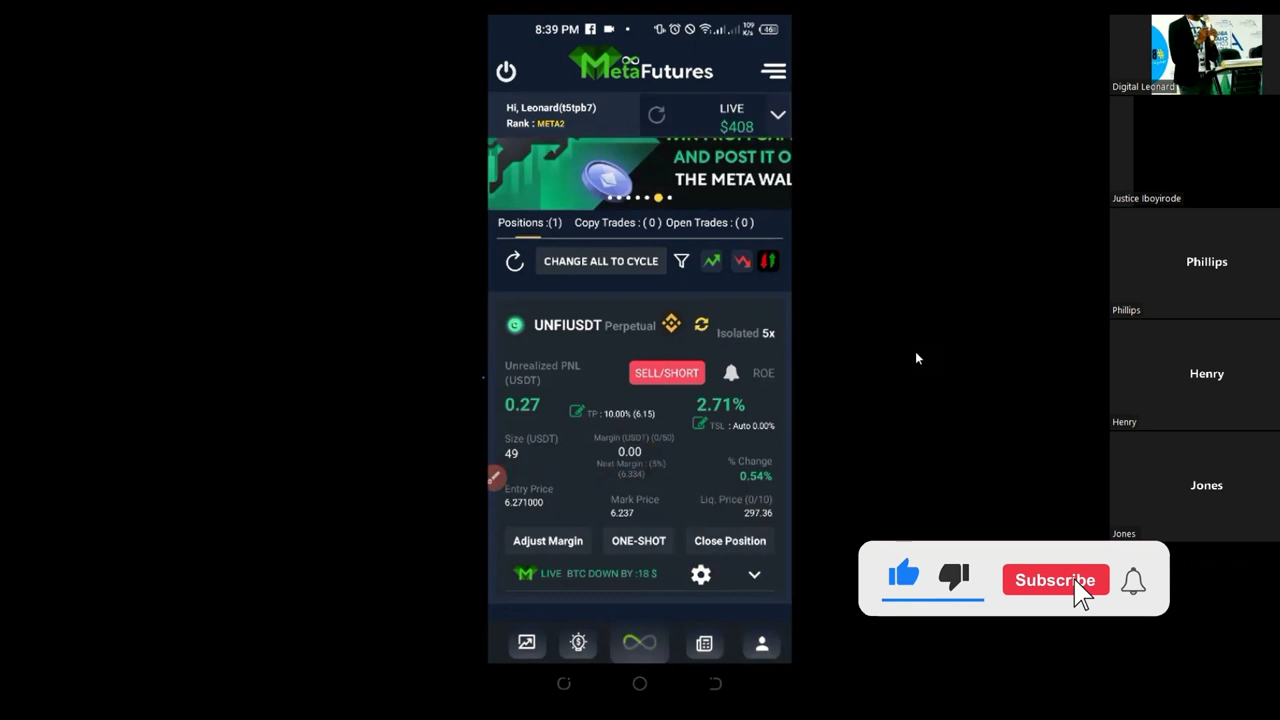 8:39 PM
109
K/s
46
MetaFutures
Hi, Leonard(t5tpb7)
Rank : META2
LIVE
$408
AND POST IT O
THE META WAL
Positions :(1) Copy Trades : ( 0 ) Open Trades : ( 0 )
CHANGE ALL TO CYCLE
UNFIUSDT Perpetual
Isolated 5x
Unrealized PNL
(USDT)
SELL/SHORT
ROE
0.27
TP : 10.00% (6.15)
2.71%
TSL : Auto 0.00%
Size (USDT)
49
Margin (USDT) (0/50)
0.00
Next Margin : (5%)
(6.334)
% Change
0.54%
Entry Price
6.271000
Mark Price
6.237
Liq. Price (0/10)
297.36
Adjust Margin
ONE-SHOT
Close Position
LIVE BTC DOWN BY :18 $
Digital Leonard
Justice Iboyirode
Phillips
Phillips
Henry
Henry
Jones
Jones
Subscribe